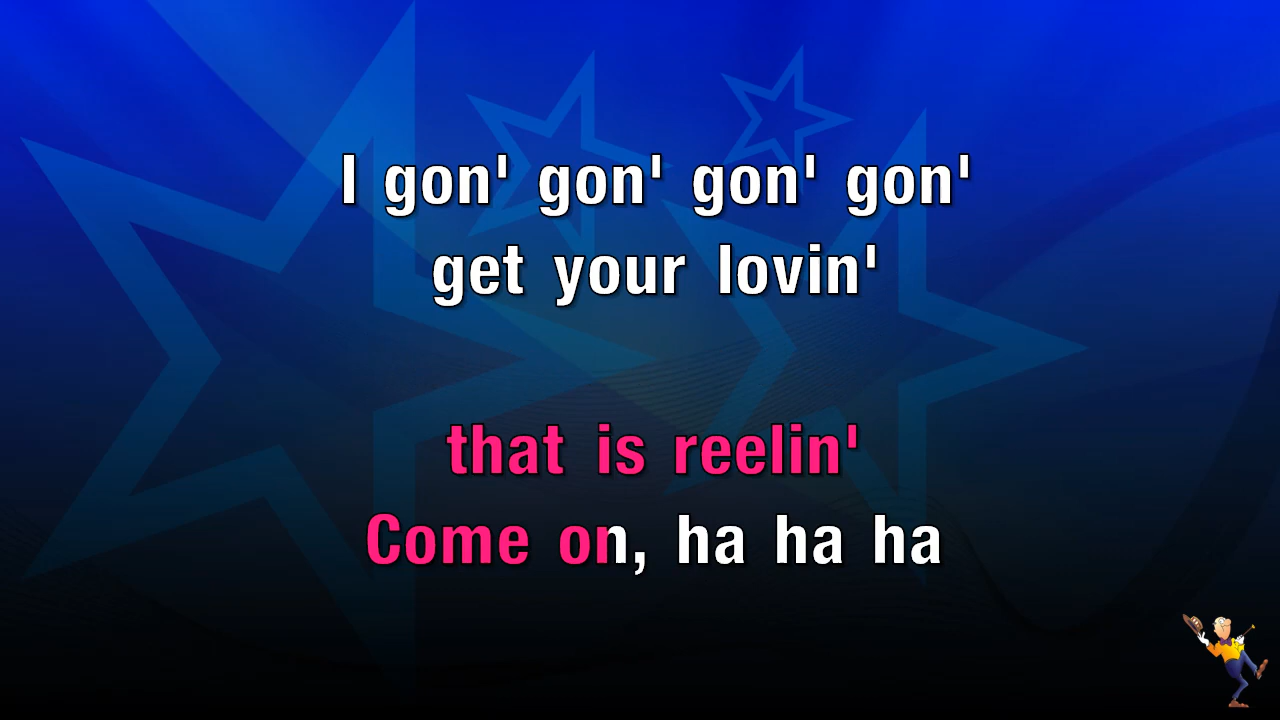 I gon' gon' gon' gon'
get your lovin'
that is reelin'
Come on, ha ha ha